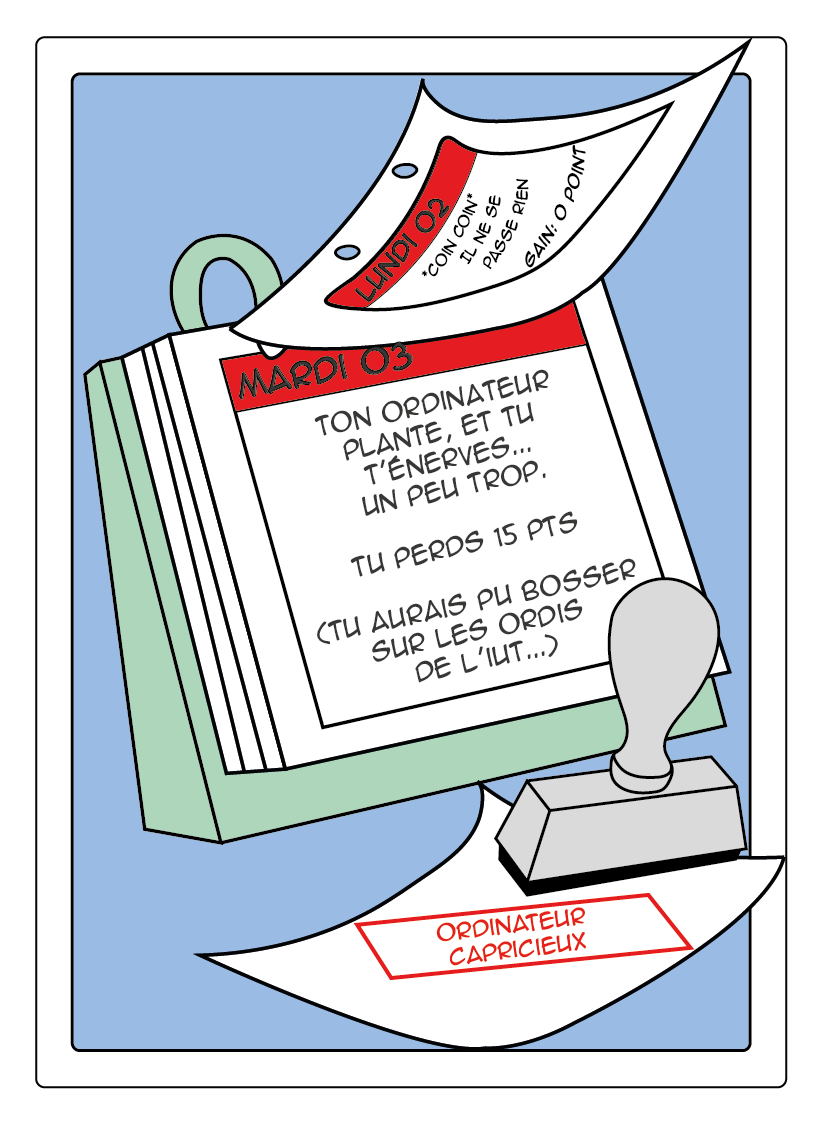 LUNDI 02
*COIN COIN*
IL NE SE
PASSE RIEN
GAIN: 0 POINT
MARDI 03
TON ORDINATEUR
PLANTE, ET TU
T'ÉNERVES...
UN PEU TROP.
TU PERDS 15 PTS
(TU AURAIS PU BOSSER
SUR LES ORDIS
DE L'IUT...)
ORDINATEUR
CAPRICIEUX